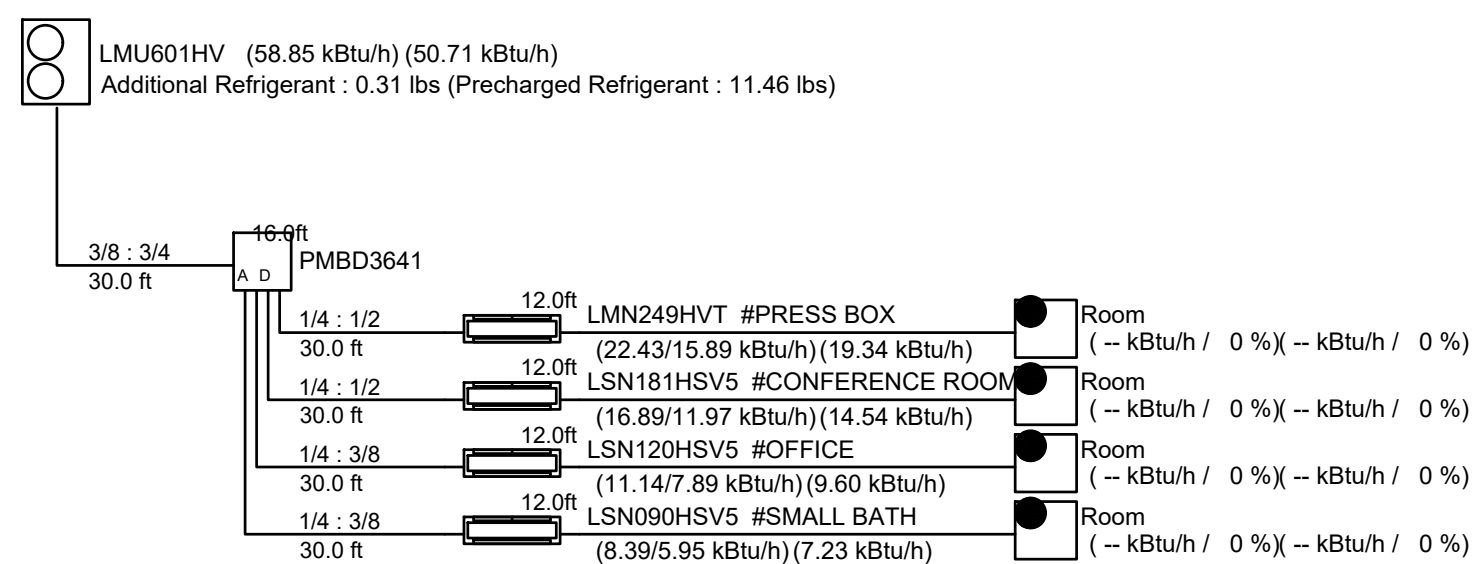 LMU601HV (58.85 kBtu/h) (50.71 kBtu/h)
Additional Refrigerant : 0.31 lbs (Precharged Refrigerant : 11.46 lbs)
16.0ft
3/8 : 3/4
30.0 ft
PMBD3641
A D
12.0ft
LMN249HVT #PRESS BOX
1/4 : 1/2
30.0 ft
(22.43/15.89 kBtu/h) (19.34 kBtu/h)
Room
( -- kBtu/h / 0 %)( -- kBtu/h / 0 %)
12.0ft
LSN181HSV5 #CONFERENCE ROOM
1/4 : 1/2
30.0 ft
(16.89/11.97 kBtu/h) (14.54 kBtu/h)
Room
( -- kBtu/h / 0 %)( -- kBtu/h / 0 %)
12.0ft
LSN120HSV5 #OFFICE
1/4 : 3/8
30.0 ft
(11.14/7.89 kBtu/h) (9.60 kBtu/h)
Room
( -- kBtu/h / 0 %)( -- kBtu/h / 0 %)
12.0ft
LSN090HSV5 #SMALL BATH
1/4 : 3/8
30.0 ft
(8.39/5.95 kBtu/h) (7.23 kBtu/h)
Room
( -- kBtu/h / 0 %)( -- kBtu/h / 0 %)